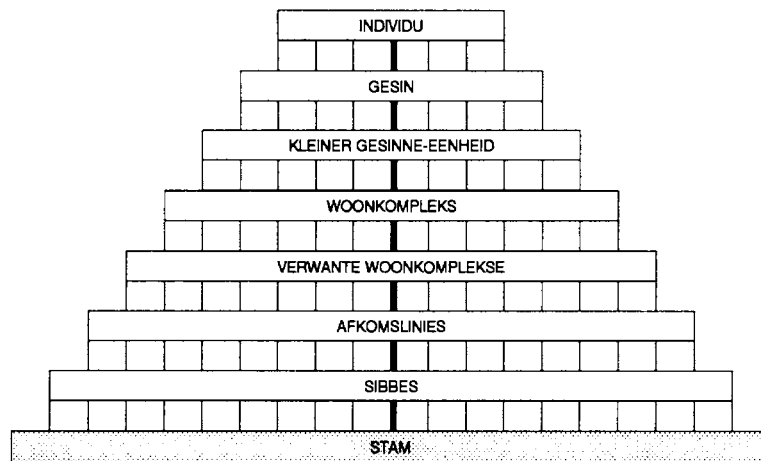 INDIVIDU
GESIN
KLEINER GESINNE-EENHEID
WOONKOMPLEKS
VERWANTE WOONKOMPLEKSE
AFKOMSLINIES
SIBBES
STAM